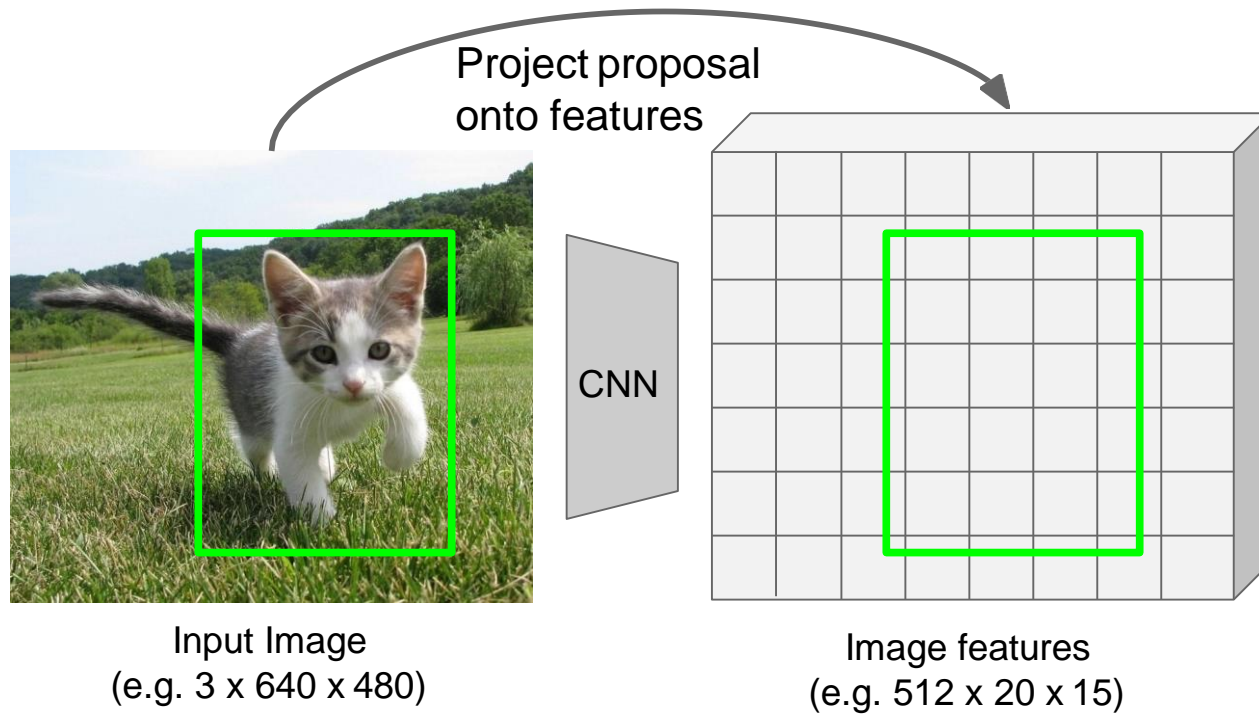 Project proposal
onto features
CNN
Input Image
(e.g. 3 x 640 x 480)
Image features
(e.g. 512 x 20 x 15)